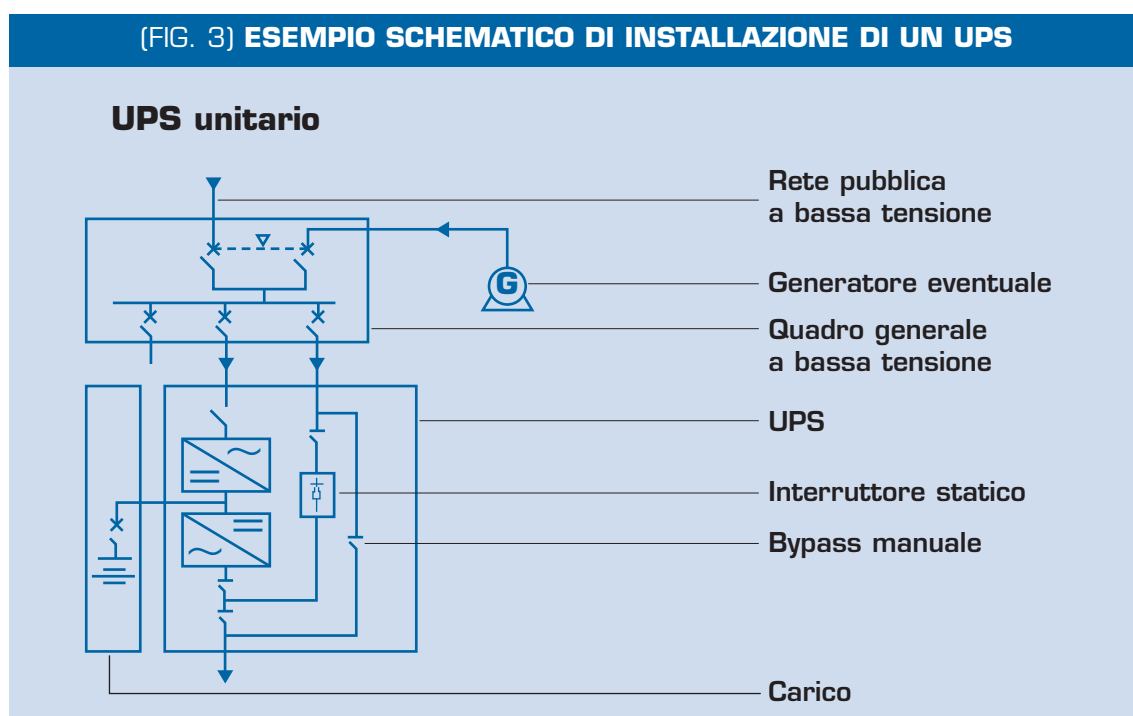 (FIG. 3) ESEMPIO SCHEMATICO DI INSTALLAZIONE DI UN UPS
UPS unitario
Rete pubblica
a bassa tensione
G
Generatore eventuale
Quadro generale
a bassa tensione
UPS
Interruttore statico
Bypass manuale
Carico